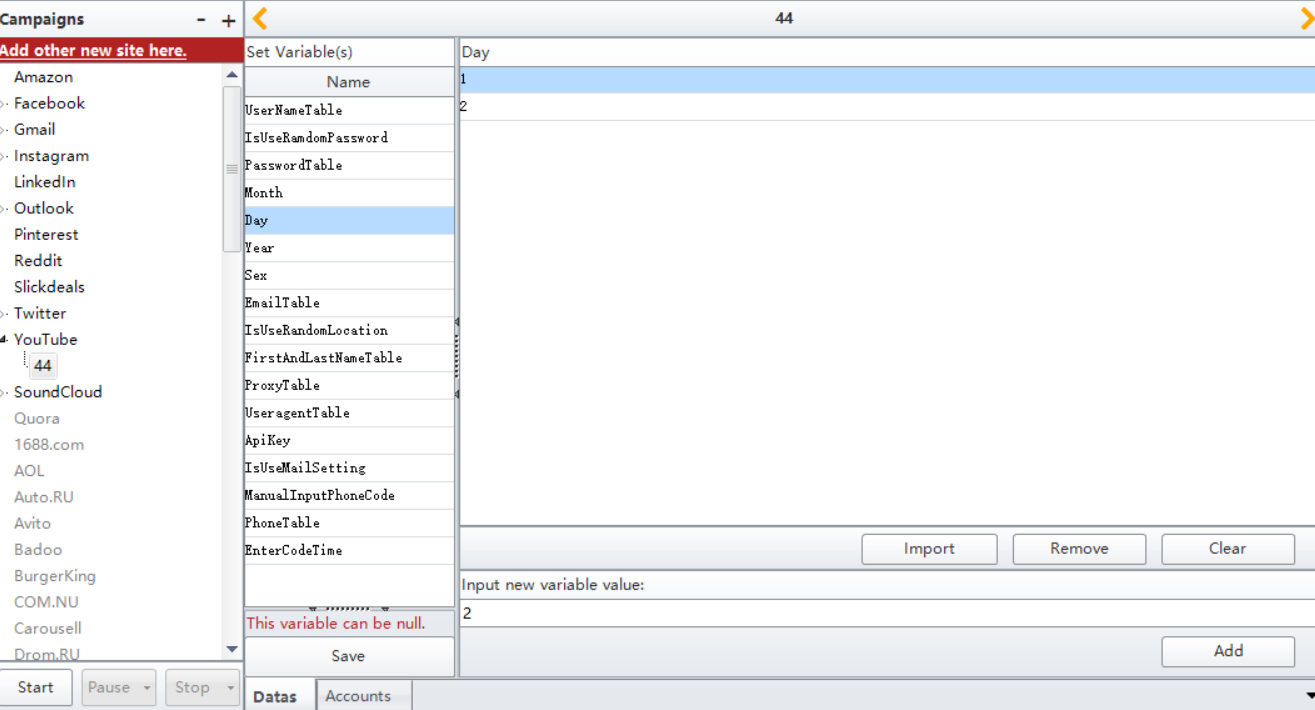 Campaigns - +
44
Add other new site here.
Set Variable(s)
Day
Amazon
Facebook
Gmail
Instagram
LinkedIn
Outlook
Pinterest
Reddit
Slickdeals
Twitter
YouTube
44
SoundCloud
Quora
1688.com
AOL
Auto.RU
Avito
Badoo
BurgerKing
COM.NU
Carousell
Drom.RU
Start
Pause
Stop
Name
UserNameTable
IsUseRamdomPassword
PasswordTable
Month
Day
Year
Sex
EmailTable
IsUseRandomLocation
FirstAndLastNameTable
ProxyTable
UseragentTable
ApiKey
IsUseMailSetting
ManualInputPhoneCode
PhoneTable
EnterCodeTime
This variable can be null.
Save
Datas
Accounts
1
2
Import
Remove
Clear
Input new variable value:
2
Add